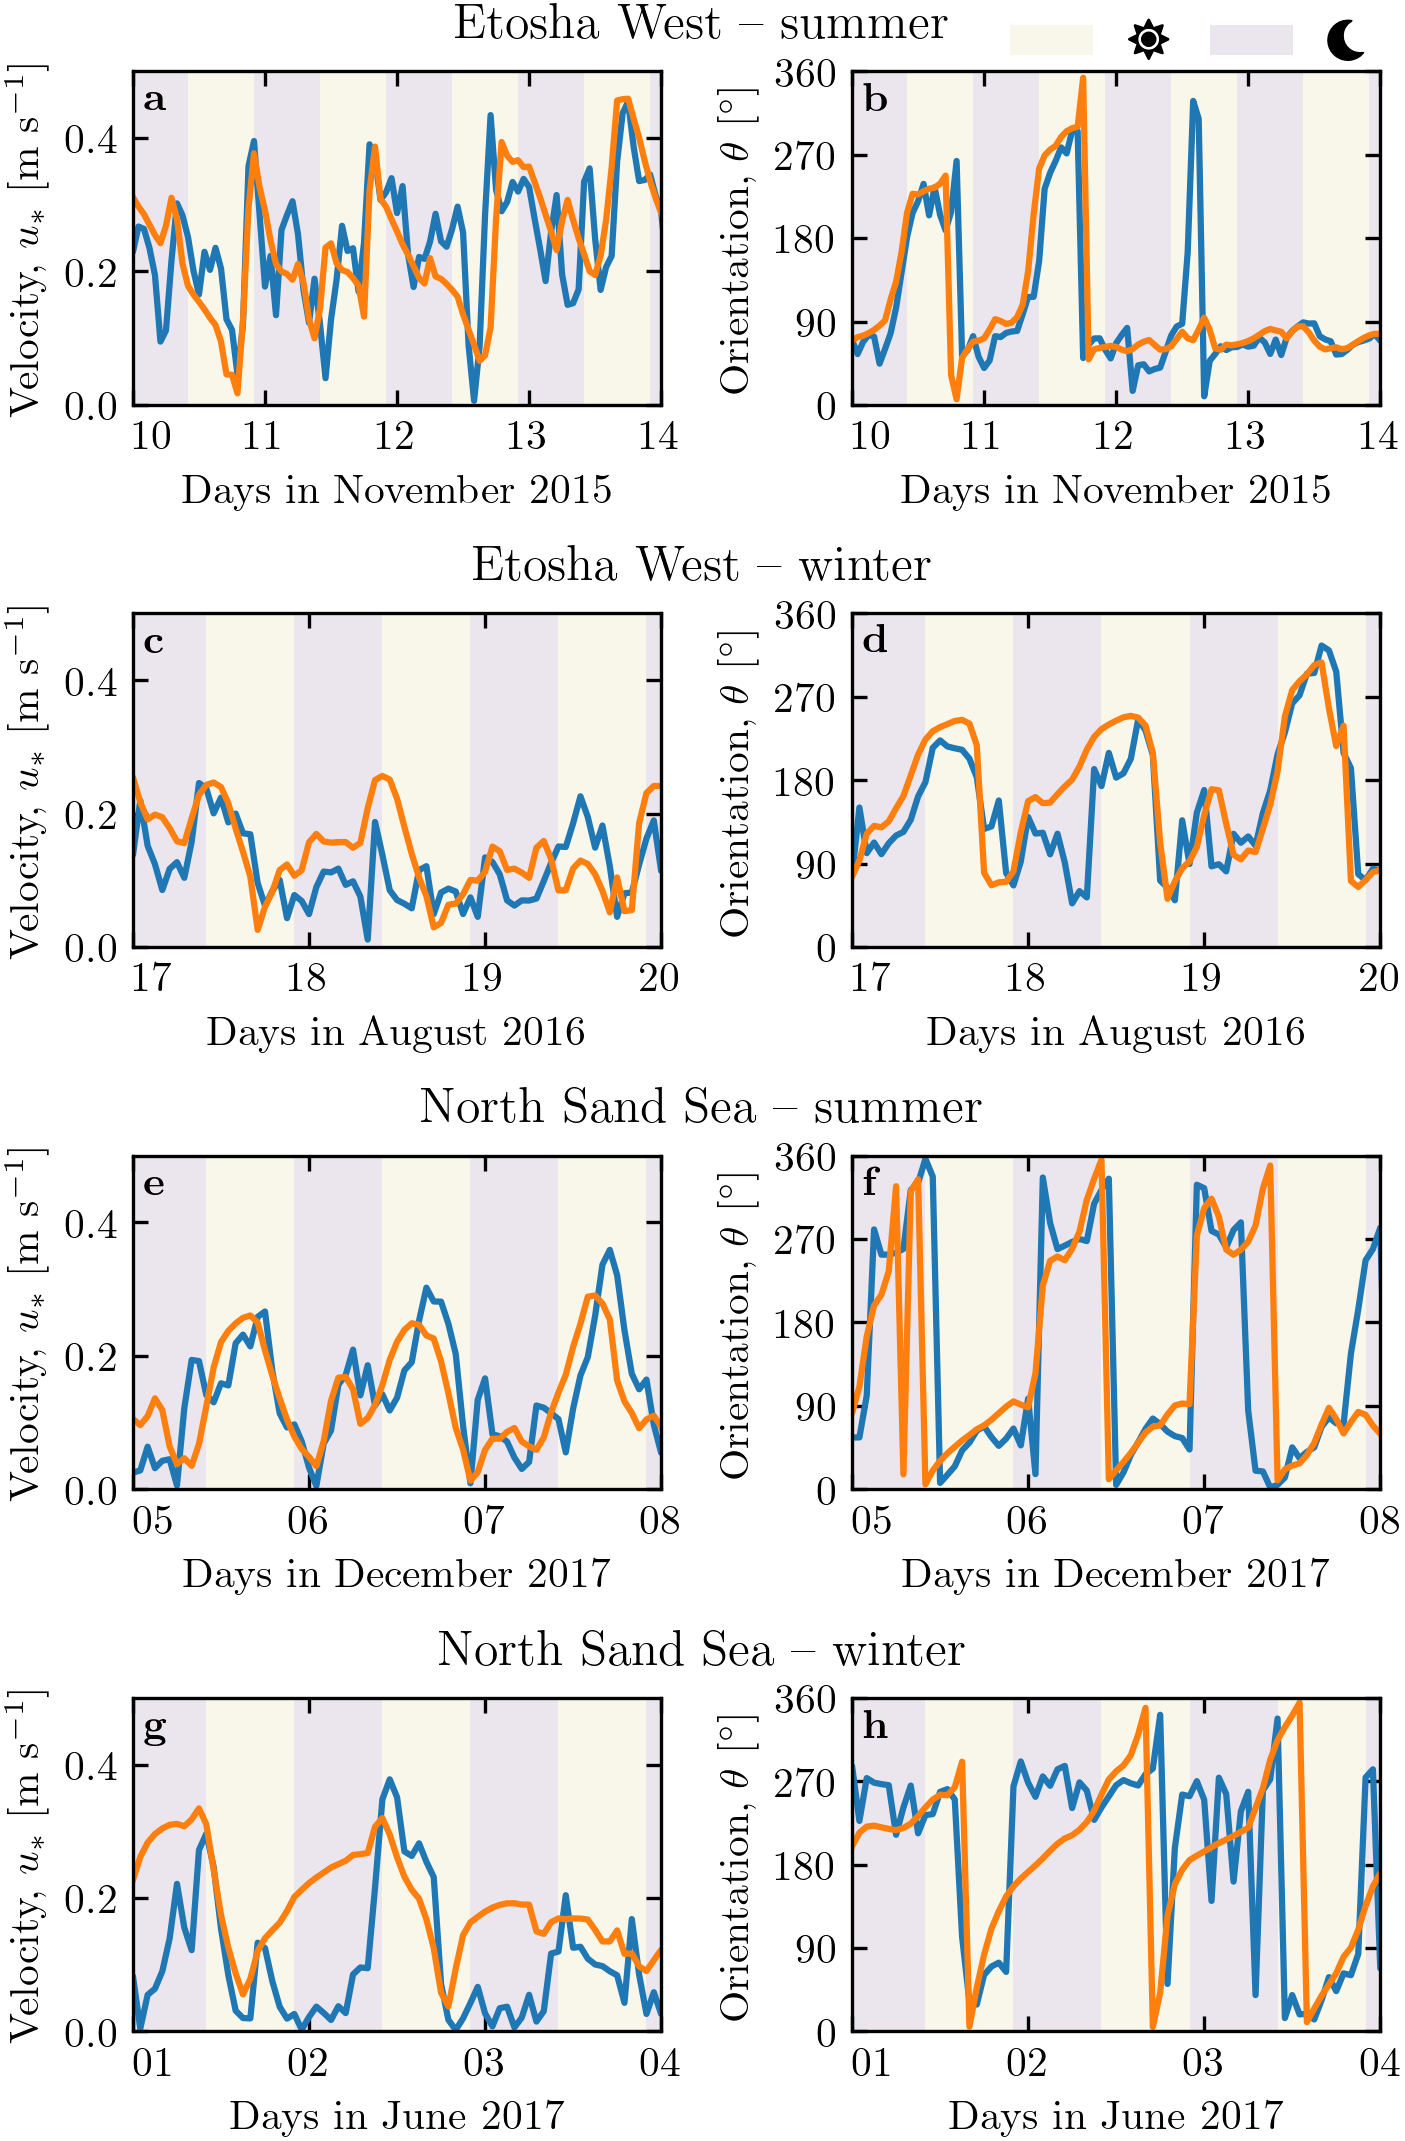 Etosha West – summer
a
Velocity, u* [m s−1]
0.4
0.2
0.0
10 11 12 13 14
Days in November 2015
b
Orientation, θ [°]
360
270
180
90
0
10 11 12 13 14
Days in November 2015
Etosha West – winter
c
Velocity, u* [m s−1]
0.4
0.2
0.0
17 18 19 20
Days in August 2016
d
Orientation, θ [°]
360
270
180
90
0
17 18 19 20
Days in August 2016
North Sand Sea – summer
e
Velocity, u* [m s−1]
0.4
0.2
0.0
05 06 07 08
Days in December 2017
f
Orientation, θ [°]
360
270
180
90
0
05 06 07 08
Days in December 2017
North Sand Sea – winter
g
Velocity, u* [m s−1]
0.4
0.2
0.0
01 02 03 04
Days in June 2017
h
Orientation, θ [°]
360
270
180
90
0
01 02 03 04
Days in June 2017